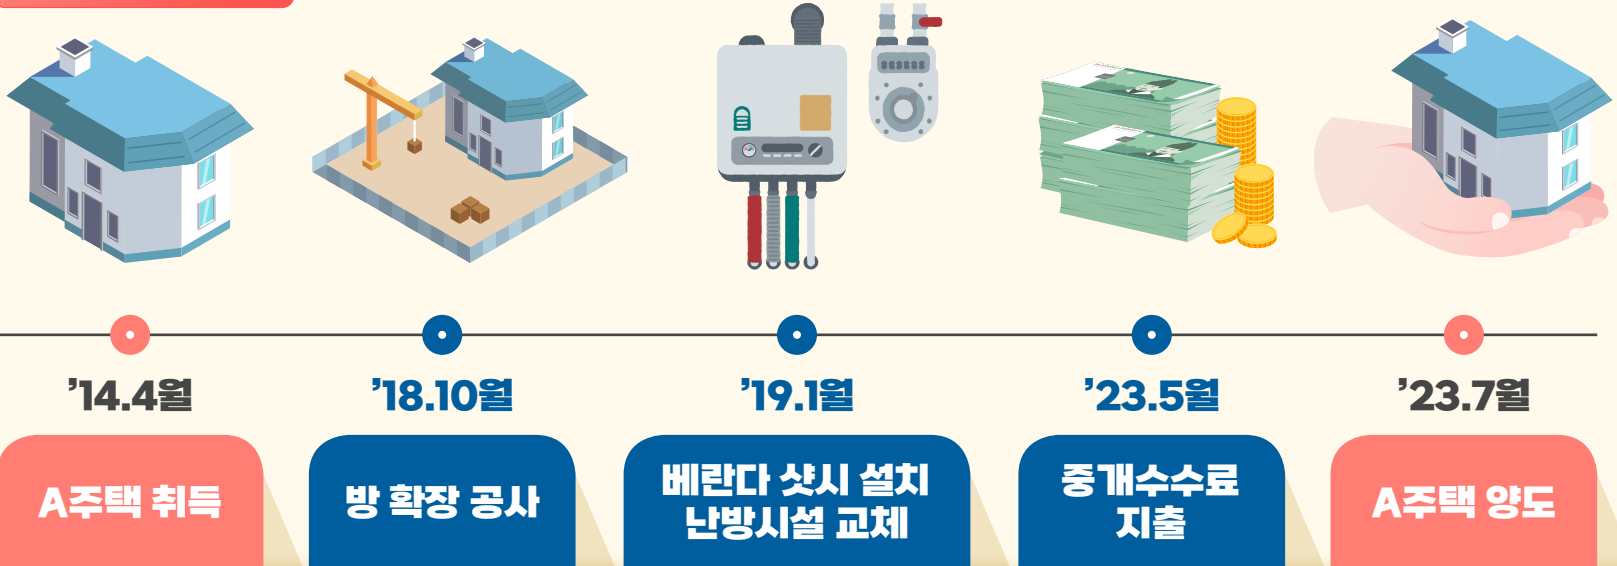 ’14.4월
’18.10월
’19.1월
’23.5월
’23.7월
A주택 취득
방 확장 공사
베란다 샷시 설치
난방시설 교체
중개수수료
지출
A주택 양도